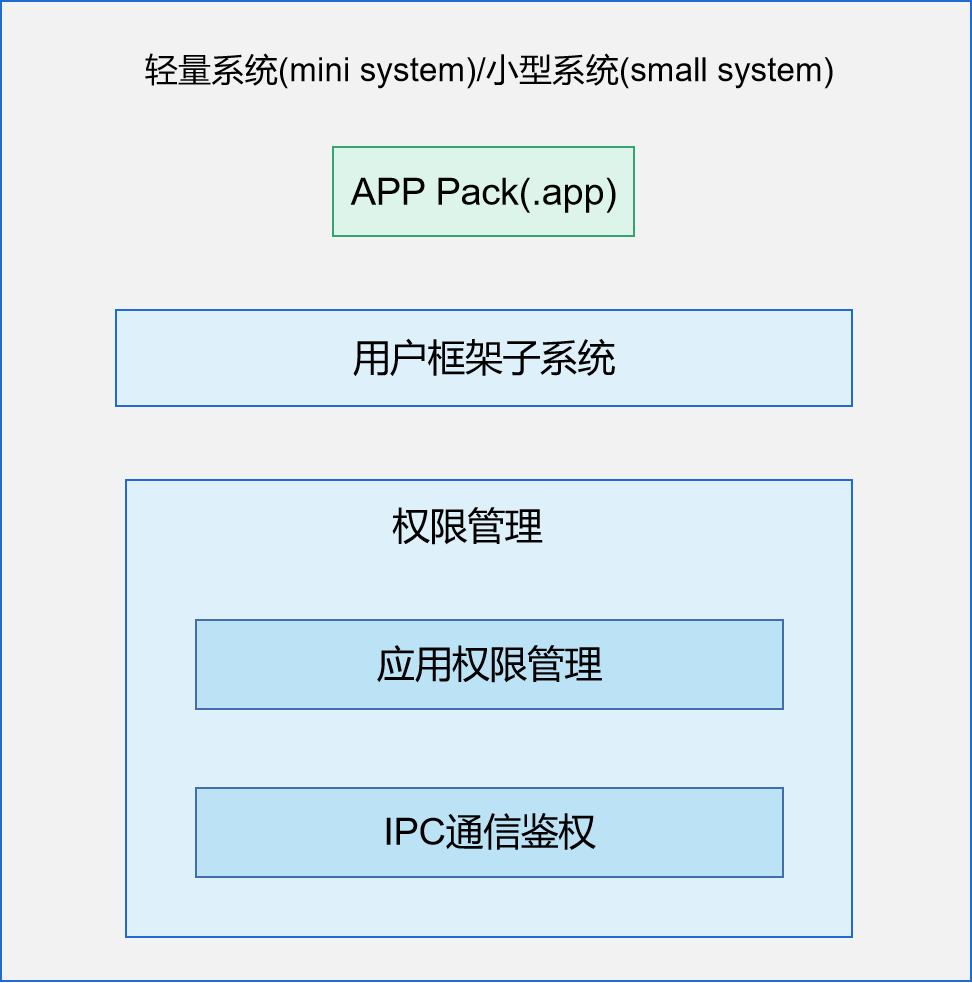 轻量系统(mini system)/小型系统(small system)
APP Pack(.app)
用户框架子系统
权限管理
应用权限管理
IPC通信鉴权